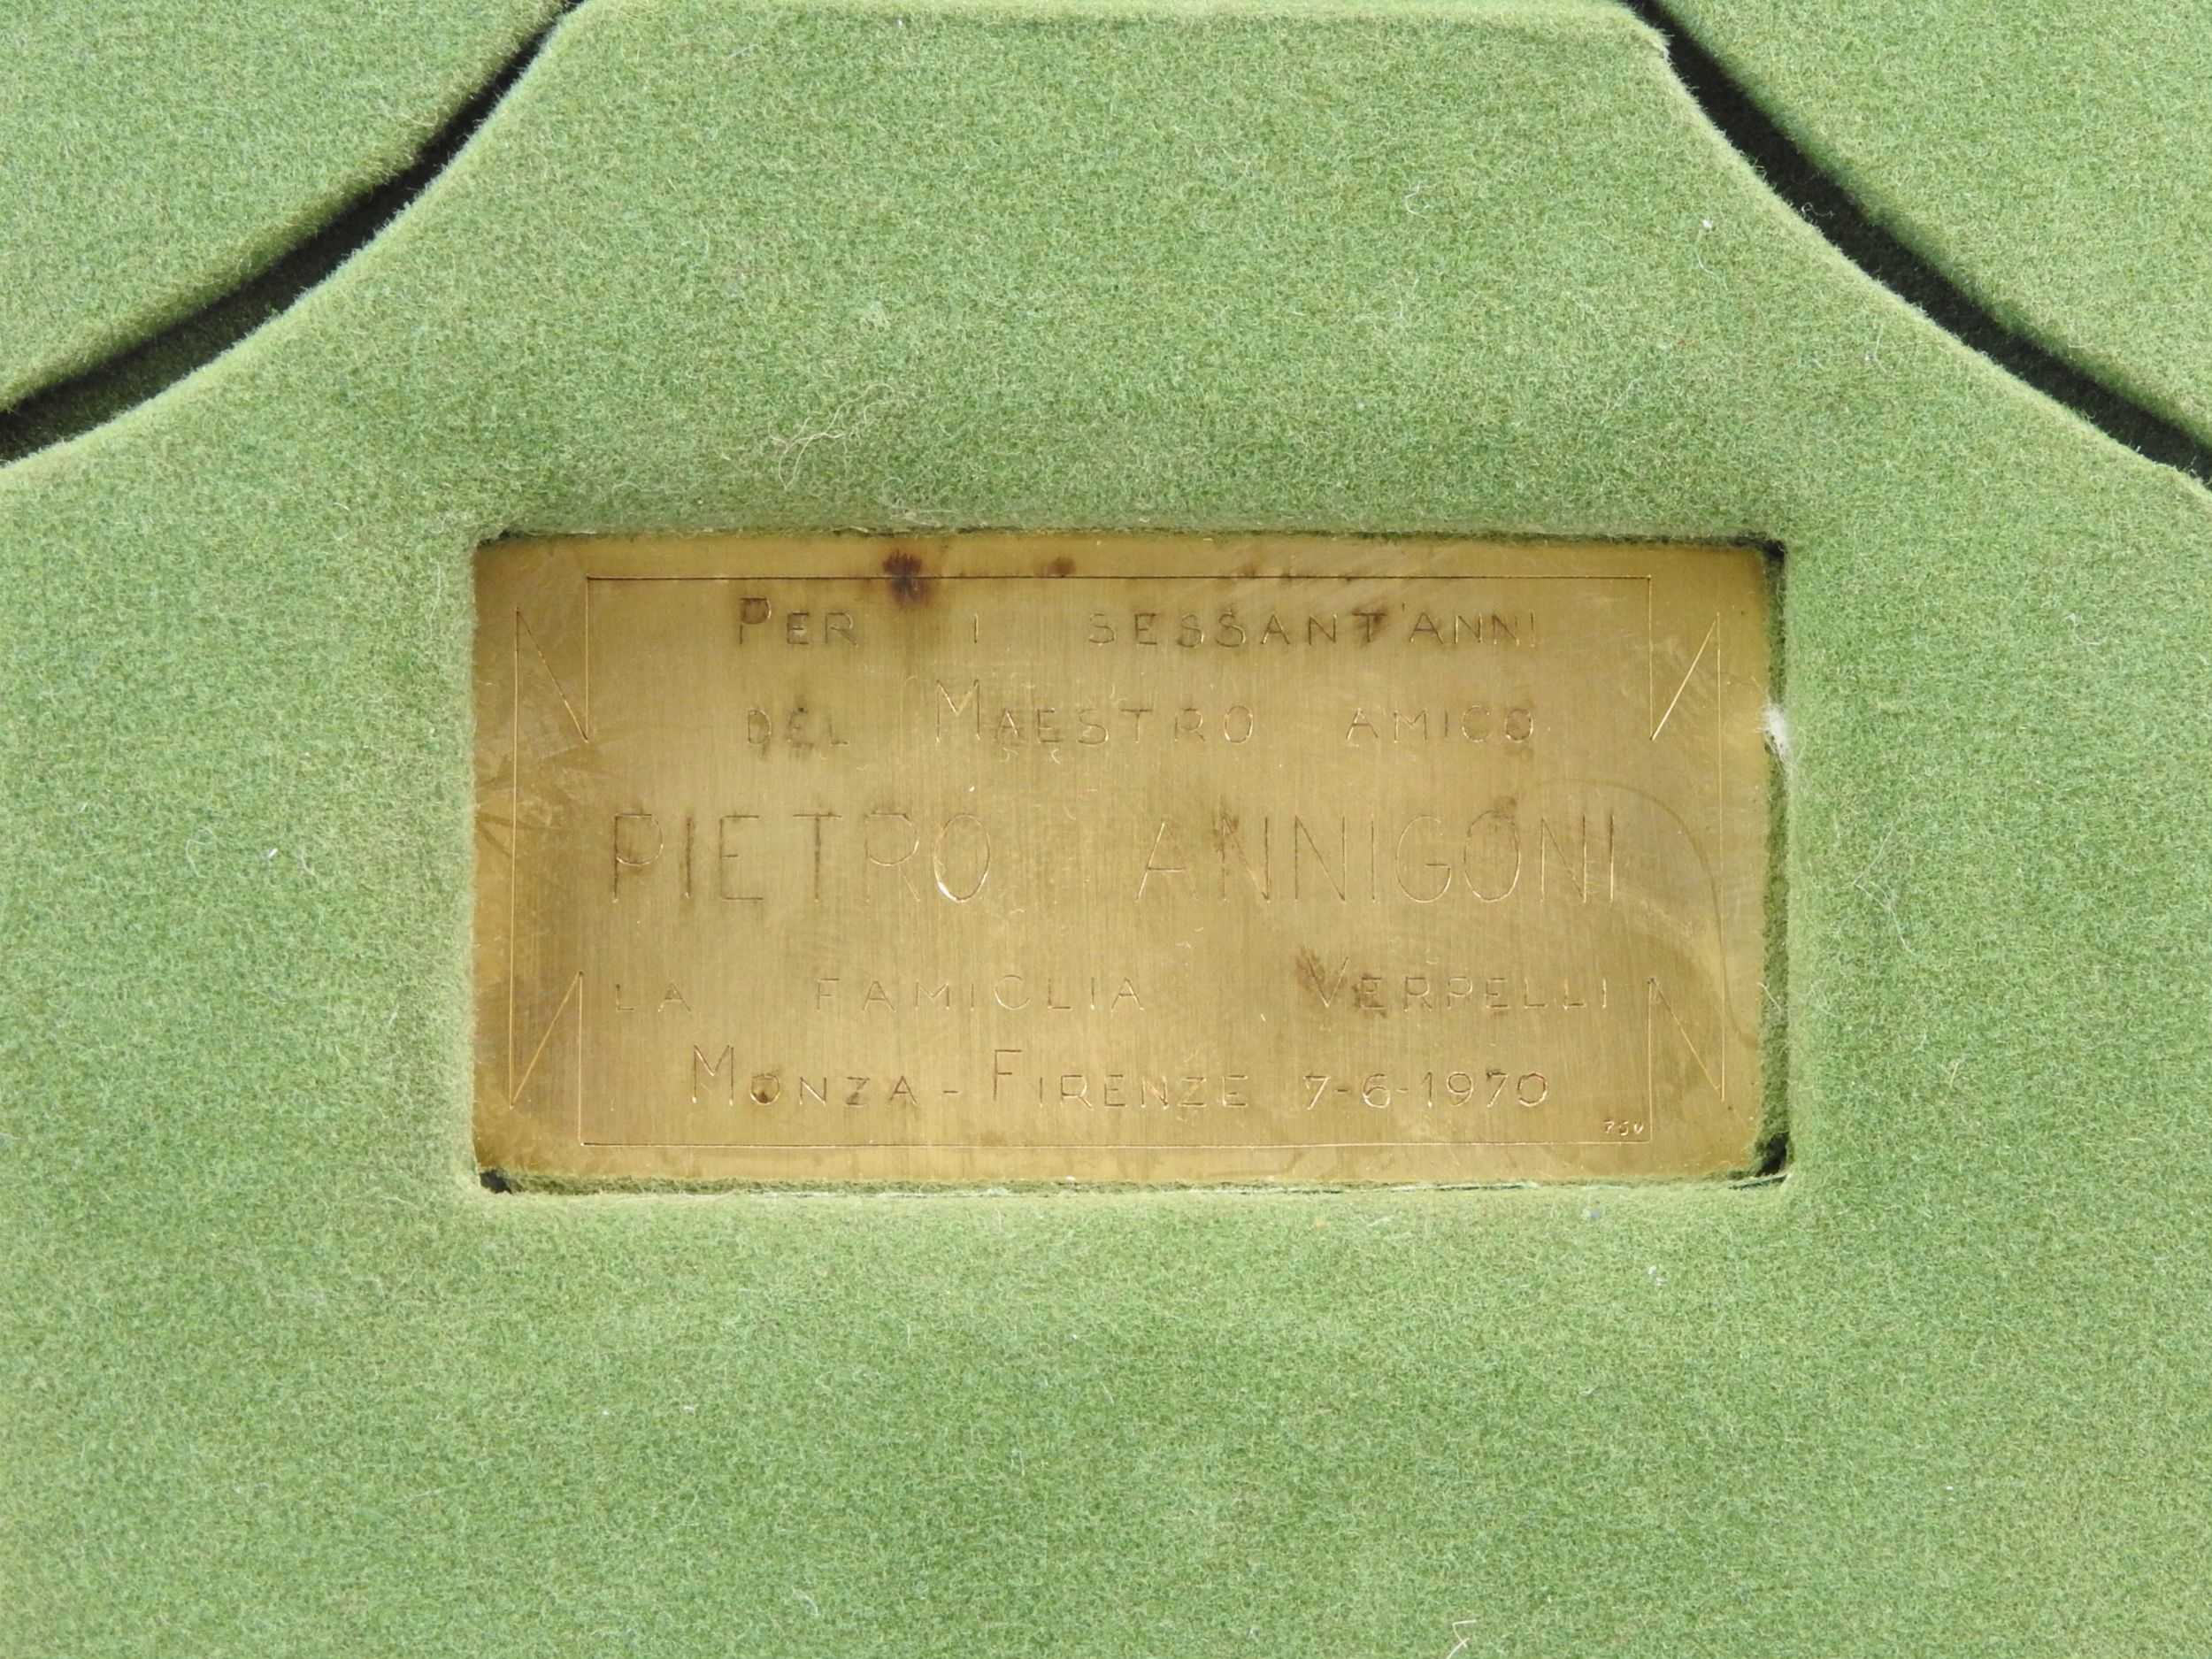 PER I SESSANT'ANNI
DEL MAESTRO AMICO
PIETRO ANNIGONI
LA FAMIGLIA VERPELLI
MONZA - FIRENZE 7-6-1970